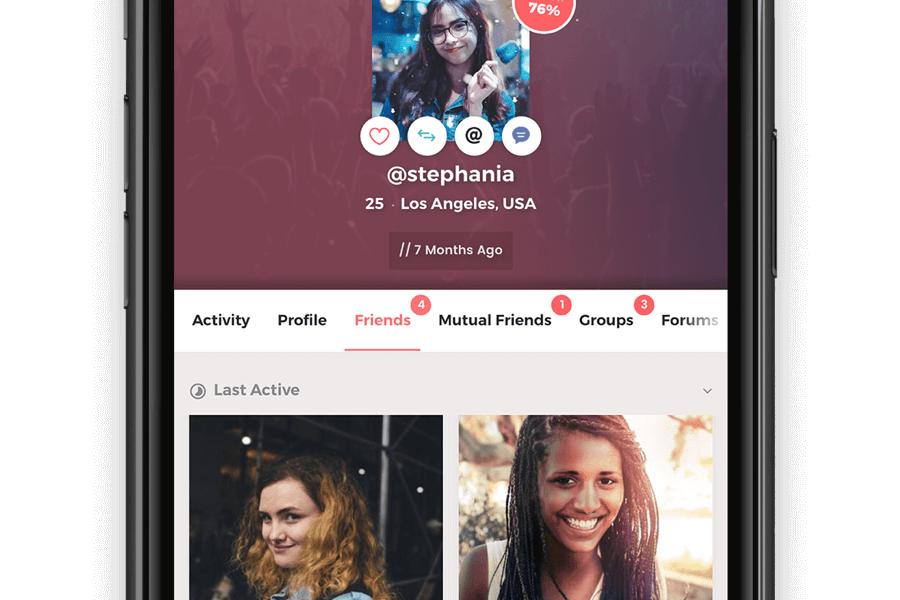 76%
@
@stephania
25 · Los Angeles, USA
// 7 Months Ago
4 1 3
Activity Profile Friends Mutual Friends Groups Forums
Last Active